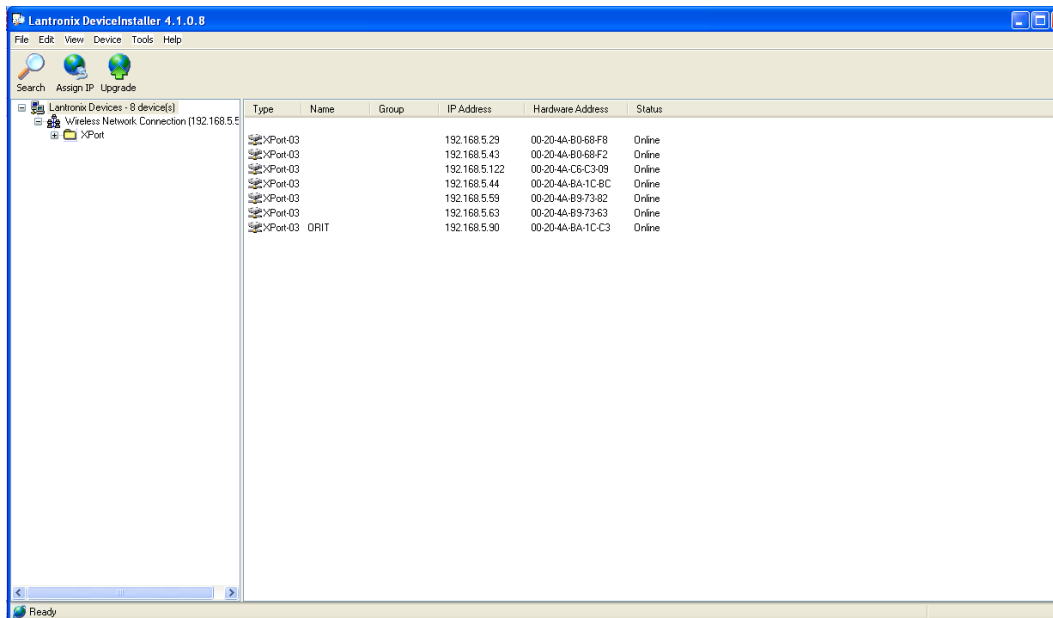 Lantronix DeviceInstaller 4.1.0.8
File Edit View Device Tools Help
Search Assign IP Upgrade
Lantronix Devices - 8 device(s)
Wireless Network Connection (192.168.5.5
XPort
Type Name Group IP Address Hardware Address Status
XPort-03 192.168.5.29 00-20-4A-B0-68-F8 Online
XPort-03 192.168.5.43 00-20-4A-B0-68-F2 Online
XPort-03 192.168.5.122 00-20-4A-C6-C3-09 Online
XPort-03 192.168.5.44 00-20-4A-BA-1C-BC Online
XPort-03 192.168.5.59 00-20-4A-B9-73-82 Online
XPort-03 192.168.5.63 00-20-4A-B9-73-63 Online
XPort-03 ORIT 192.168.5.90 00-20-4A-BA-1C-C3 Online
Ready